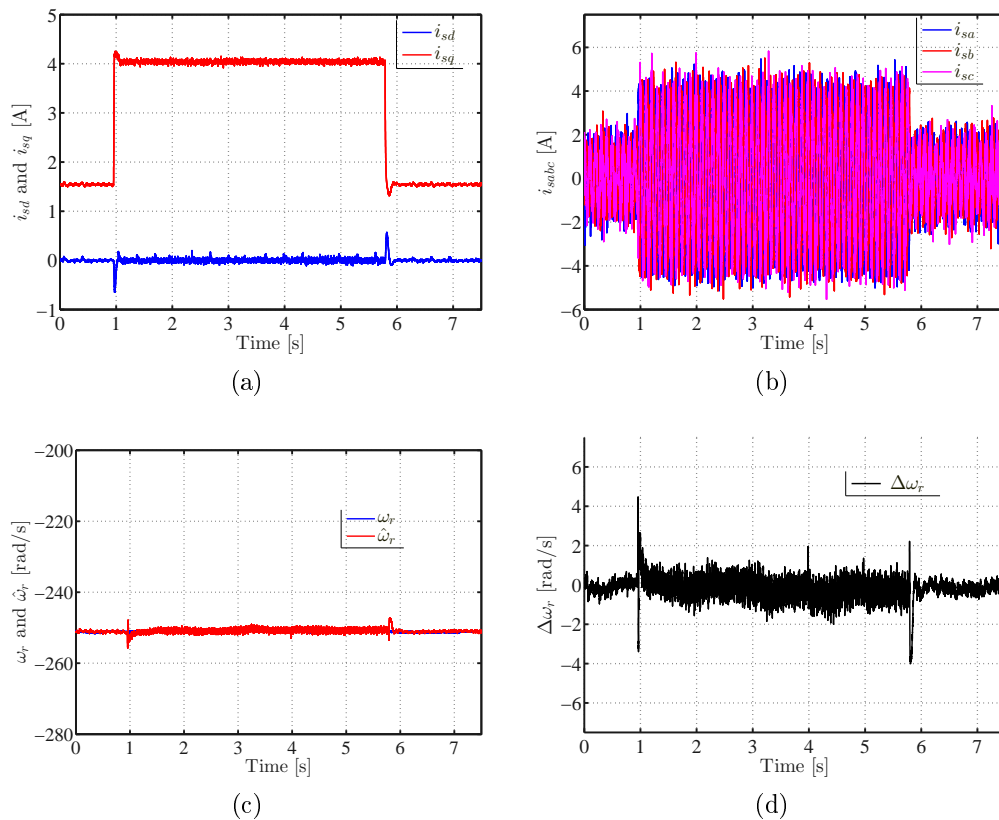 5
4
3
2
1
0
−1
i_sd and i_sq [A]
i_sd
i_sq
0 1 2 3 4 5 6 7
Time [s]
(a)
6
4
2
0
−2
−4
−6
i_sabc [A]
i_sa
i_sb
i_sc
0 1 2 3 4 5 6 7
Time [s]
(b)
−200
−220
−240
−260
−280
ω_r and ω̂_r [rad/s]
ω_r
ω̂_r
0 1 2 3 4 5 6 7
Time [s]
(c)
6
4
2
0
−2
−4
−6
Δω_r [rad/s]
Δω_r
0 1 2 3 4 5 6 7
Time [s]
(d)